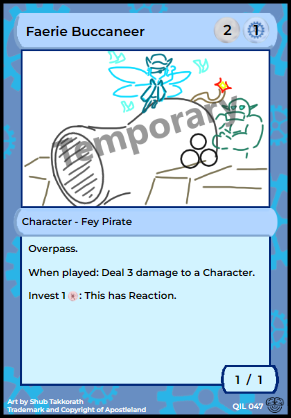 Faerie Buccaneer
2 1
Temporary
Character - Fey Pirate
Overpass.
When played: Deal 3 damage to a Character.
Invest 1 : This has Reaction.
1 / 1
Art by Shub Takkorath
Trademark and Copyright of Apostleland
QIL 047